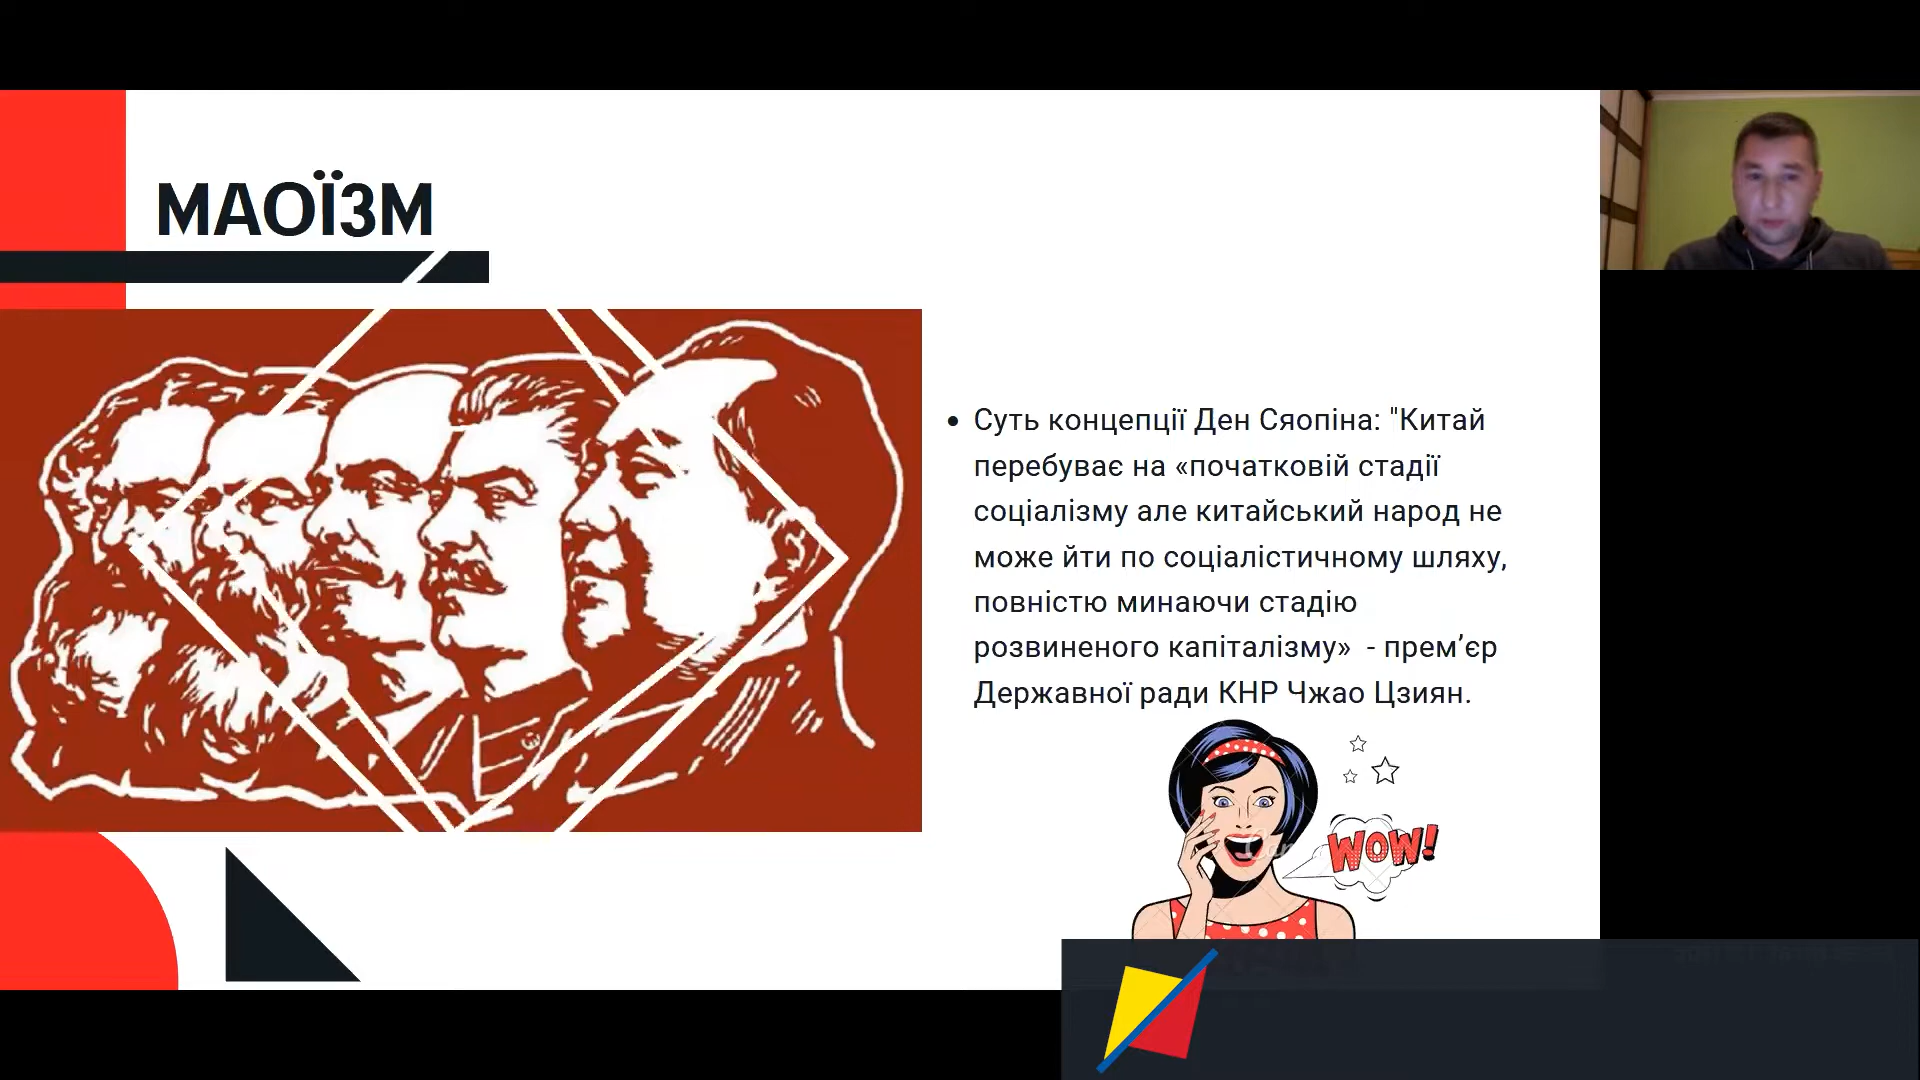 МАОЇЗМ
• Суть концепції Ден Сяопіна: "Китай
перебуває на «початковій стадії
соціалізму але китайський народ не
може йти по соціалістичному шляху,
повністю минаючи стадію
розвиненого капіталізму»  - прем’єр
Державної ради КНР Чжао Цзиян.
WOW!